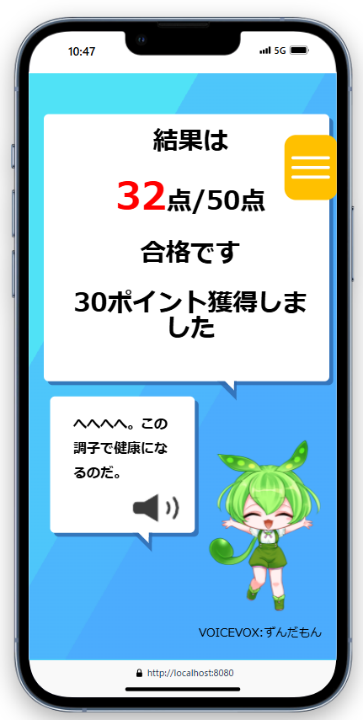 10:47
5G
結果は
32点/50点
合格です
30ポイント獲得しま
した
へへへへ。この
調子で健康にな
るのだ。
VOICEVOX:ずんだもん
http://localhost:8080